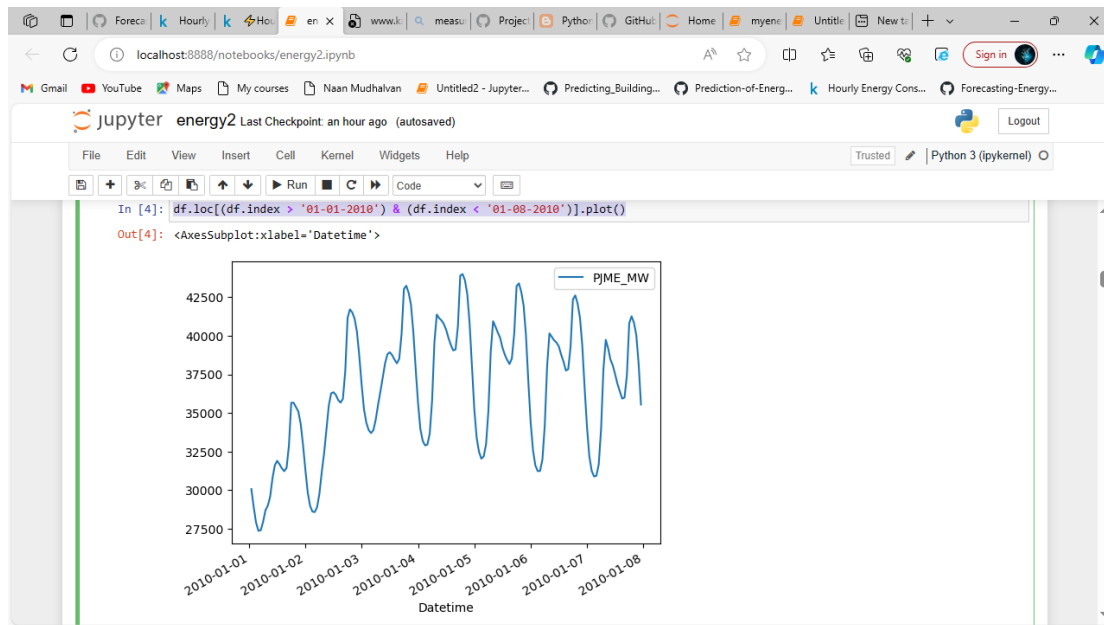 Foreca
Hourly
Hou
en
www.k
measu
Project
Pythor
GitHub
Home
myene
Untitle
New ta
localhost:8888/notebooks/energy2.ipynb
Sign in
Gmail
YouTube
Maps
My courses
Naan Mudhalvan
Untitled2 - Jupyter...
Predicting_Building...
Prediction-of-Energ...
Hourly Energy Cons...
Forecasting-Energy...
jupyter energy2 Last Checkpoint: an hour ago (autosaved)
Logout
File Edit View Insert Cell Kernel Widgets Help
Trusted
Python 3 (ipykernel)
Run
Code
In [4]: df.loc[(df.index > '01-01-2010') & (df.index < '01-08-2010')].plot()
Out[4]: <AxesSubplot:xlabel='Datetime'>
PJME_MW
42500
40000
37500
35000
32500
30000
27500
2010-01-01
2010-01-02
2010-01-03
2010-01-04
2010-01-05
2010-01-06
2010-01-07
2010-01-08
Datetime